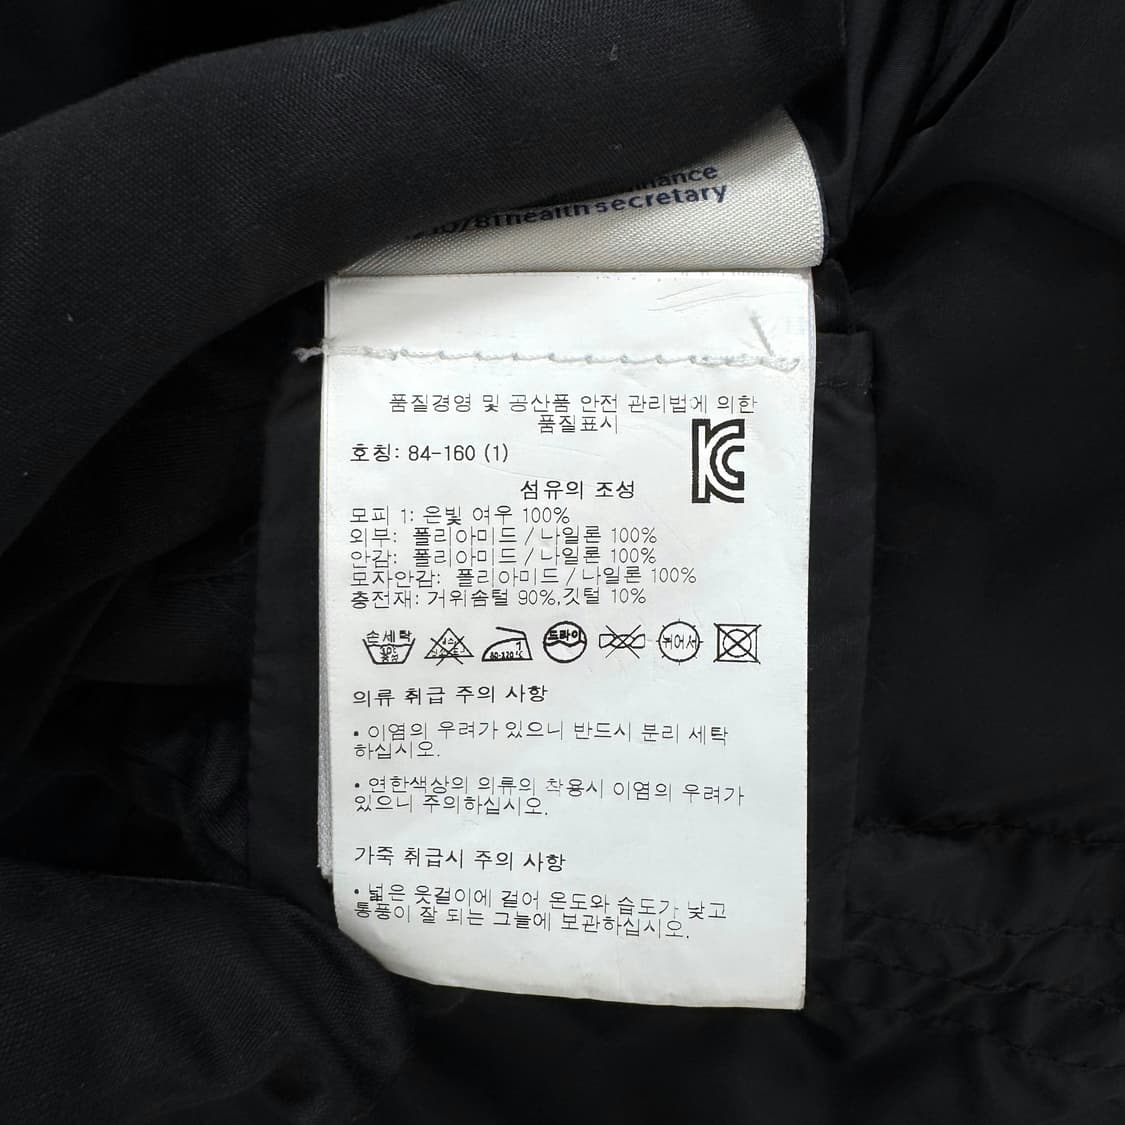 health secretary
품질경영 및 공산품 안전 관리법에 의한
품질표시
호칭: 84-160 (1)
KC
섬유의 조성
모피 1: 은빛 여우 100%
외부: 폴리아미드 / 나일론 100%
안감: 폴리아미드 / 나일론 100%
모자안감: 폴리아미드 / 나일론 100%
충전재: 거위솜털 90%,깃털 10%
손세탁 드라이 뉘어서
의류 취급 주의 사항
• 이염의 우려가 있으니 반드시 분리 세탁
하십시오.
• 연한색상의 의류의 착용시 이염의 우려가
있으니 주의하십시오.
가죽 취급시 주의 사항
• 넓은 옷걸이에 걸어 온도와 습도가 낮고
통풍이 잘 되는 그늘에 보관하십시오.